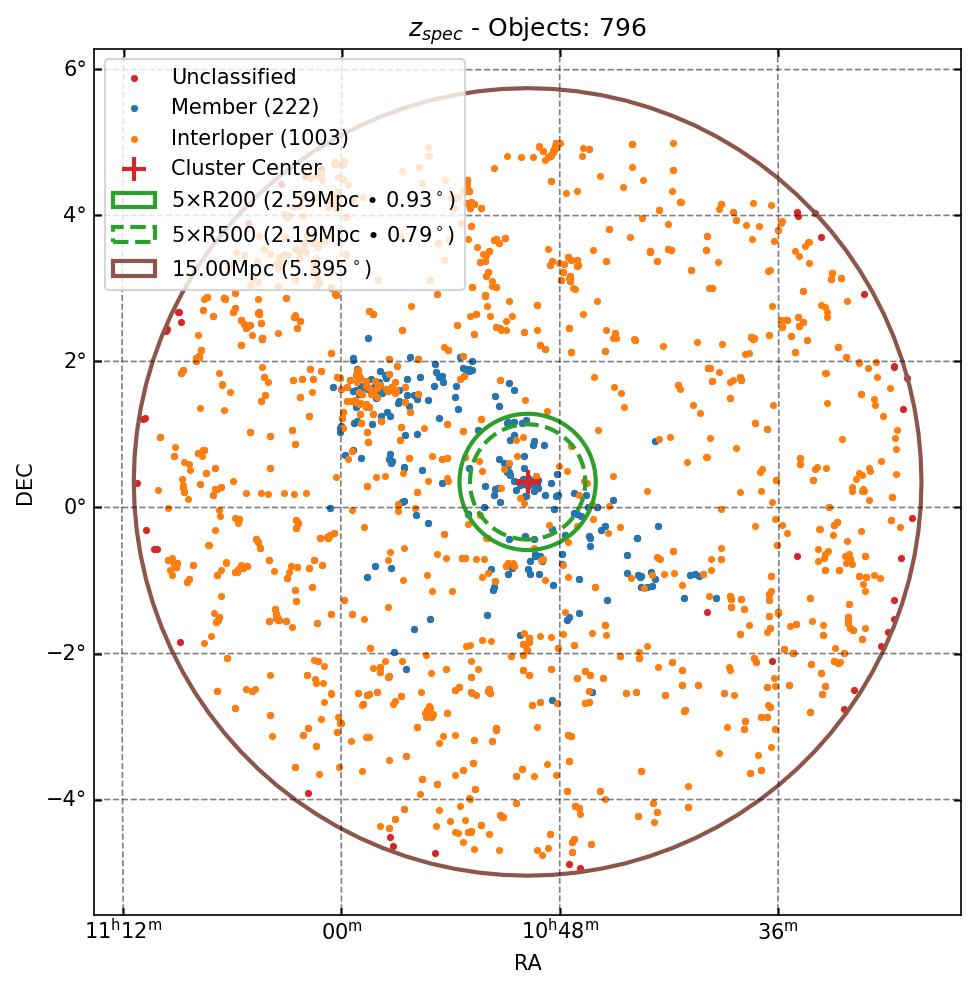 z_spec - Objects: 796
6°
Unclassified
Member (222)
Interloper (1003)
Cluster Center
5×R200 (2.59Mpc • 0.93°)
5×R500 (2.19Mpc • 0.79°)
15.00Mpc (5.395°)
4°
2°
0°
−2°
−4°
DEC
11h12m 00m 10h48m 36m
RA